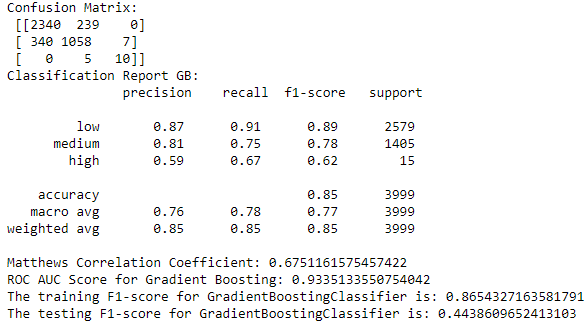 Confusion Matrix:
[[2340 239 0]
[ 340 1058 7]
[ 0 5 10]]
Classification Report GB:
precision recall f1-score support
low 0.87 0.91 0.89 2579
medium 0.81 0.75 0.78 1405
high 0.59 0.67 0.62 15
accuracy 0.85 3999
macro avg 0.76 0.78 0.77 3999
weighted avg 0.85 0.85 0.85 3999
Matthews Correlation Coefficient: 0.6751161575457422
ROC AUC Score for Gradient Boosting: 0.9335133550754042
The training F1-score for GradientBoostingClassifier is: 0.8654327163581791
The testing F1-score for GradientBoostingClassifier is: 0.4438609652413103